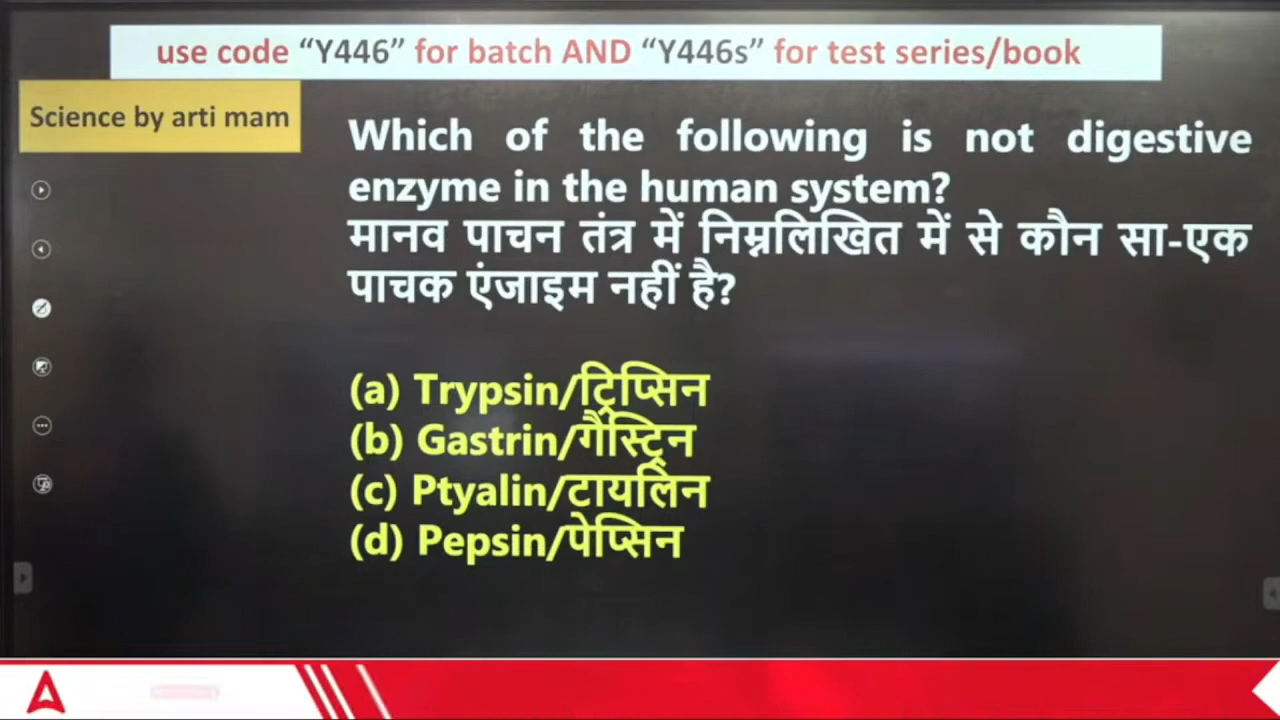 use code “Y446” for batch AND “Y446s” for test series/book
Science by arti mam
Which of the following is not digestive
enzyme in the human system?
मानव पाचन तंत्र में निम्नलिखित में से कौन सा-एक
पाचक एंजाइम नहीं है?
(a) Trypsin/ट्रिप्सिन
(b) Gastrin/गैस्ट्रिन
(c) Ptyalin/टायलिन
(d) Pepsin/पेप्सिन